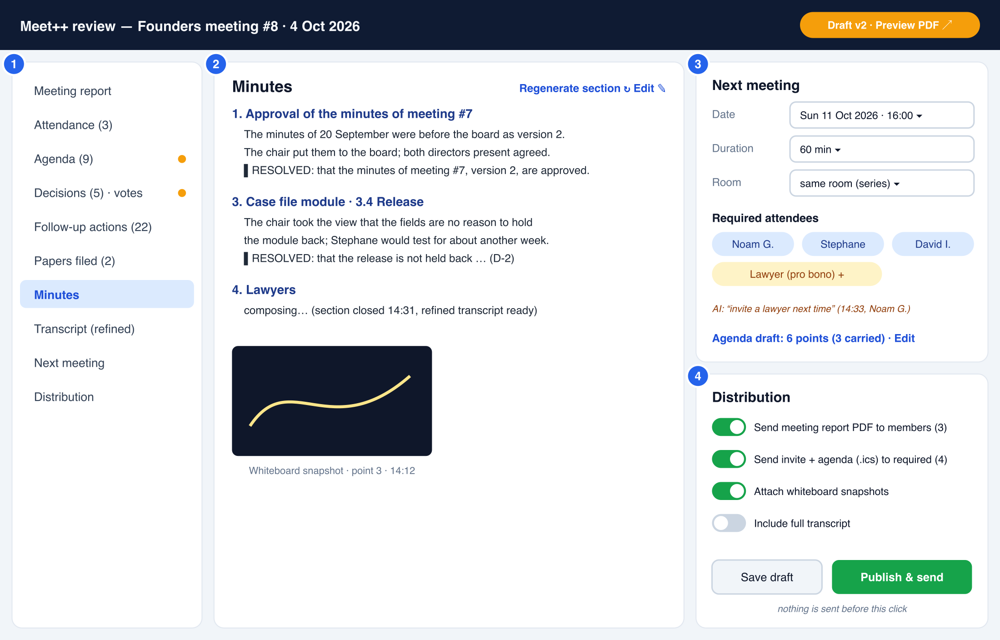 Meet++ review — Founders meeting #8 · 4 Oct 2026
Draft v2 · Preview PDF ↗
1
Meeting report
Attendance (3)
Agenda (9)
Decisions (5) · votes
Follow-up actions (22)
Papers filed (2)
Minutes
Transcript (refined)
Next meeting
Distribution
2
Minutes
Regenerate section ↻ Edit ✎
1. Approval of the minutes of meeting #7
The minutes of 20 September were before the board as version 2.
The chair put them to the board; both directors present agreed.
▌RESOLVED: that the minutes of meeting #7, version 2, are approved.
3. Case file module · 3.4 Release
The chair took the view that the fields are no reason to hold
the module back; Stephane would test for about another week.
▌RESOLVED: that the release is not held back … (D-2)
4. Lawyers
composing… (section closed 14:31, refined transcript ready)
Whiteboard snapshot · point 3 · 14:12
3
Next meeting
Date
Sun 11 Oct 2026 · 16:00 ▾
Duration
60 min ▾
Room
same room (series) ▾
Required attendees
Noam G.
Stephane
David I.
Lawyer (pro bono) +
AI: “invite a lawyer next time” (14:33, Noam G.)
Agenda draft: 6 points (3 carried) · Edit
4
Distribution
Send meeting report PDF to members (3)
Send invite + agenda (.ics) to required (4)
Attach whiteboard snapshots
Include full transcript
Save draft
Publish & send
nothing is sent before this click